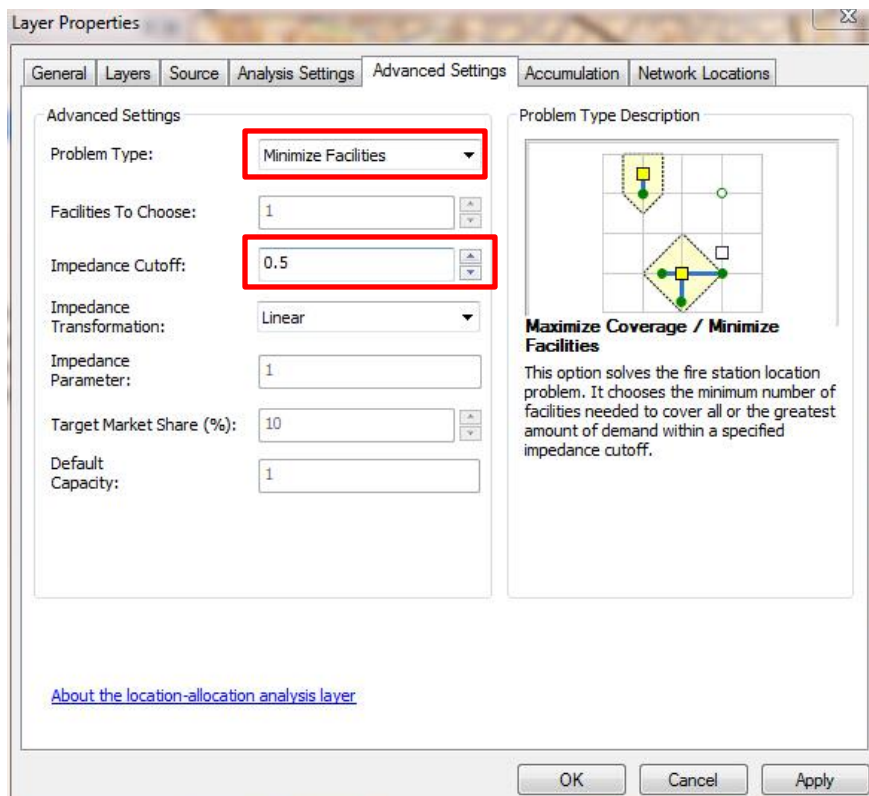 Layer Properties
General Layers Source Analysis Settings Advanced Settings Accumulation Network Locations
Advanced Settings
Problem Type: Minimize Facilities
Facilities To Choose: 1
Impedance Cutoff: 0.5
Impedance
Transformation: Linear
Impedance
Parameter: 1
Target Market Share (%): 10
Default
Capacity: 1
Problem Type Description
Maximize Coverage / Minimize
Facilities
This option solves the fire station location
problem. It chooses the minimum number of
facilities needed to cover all or the greatest
amount of demand within a specified
impedance cutoff.
About the location-allocation analysis layer
OK Cancel Apply